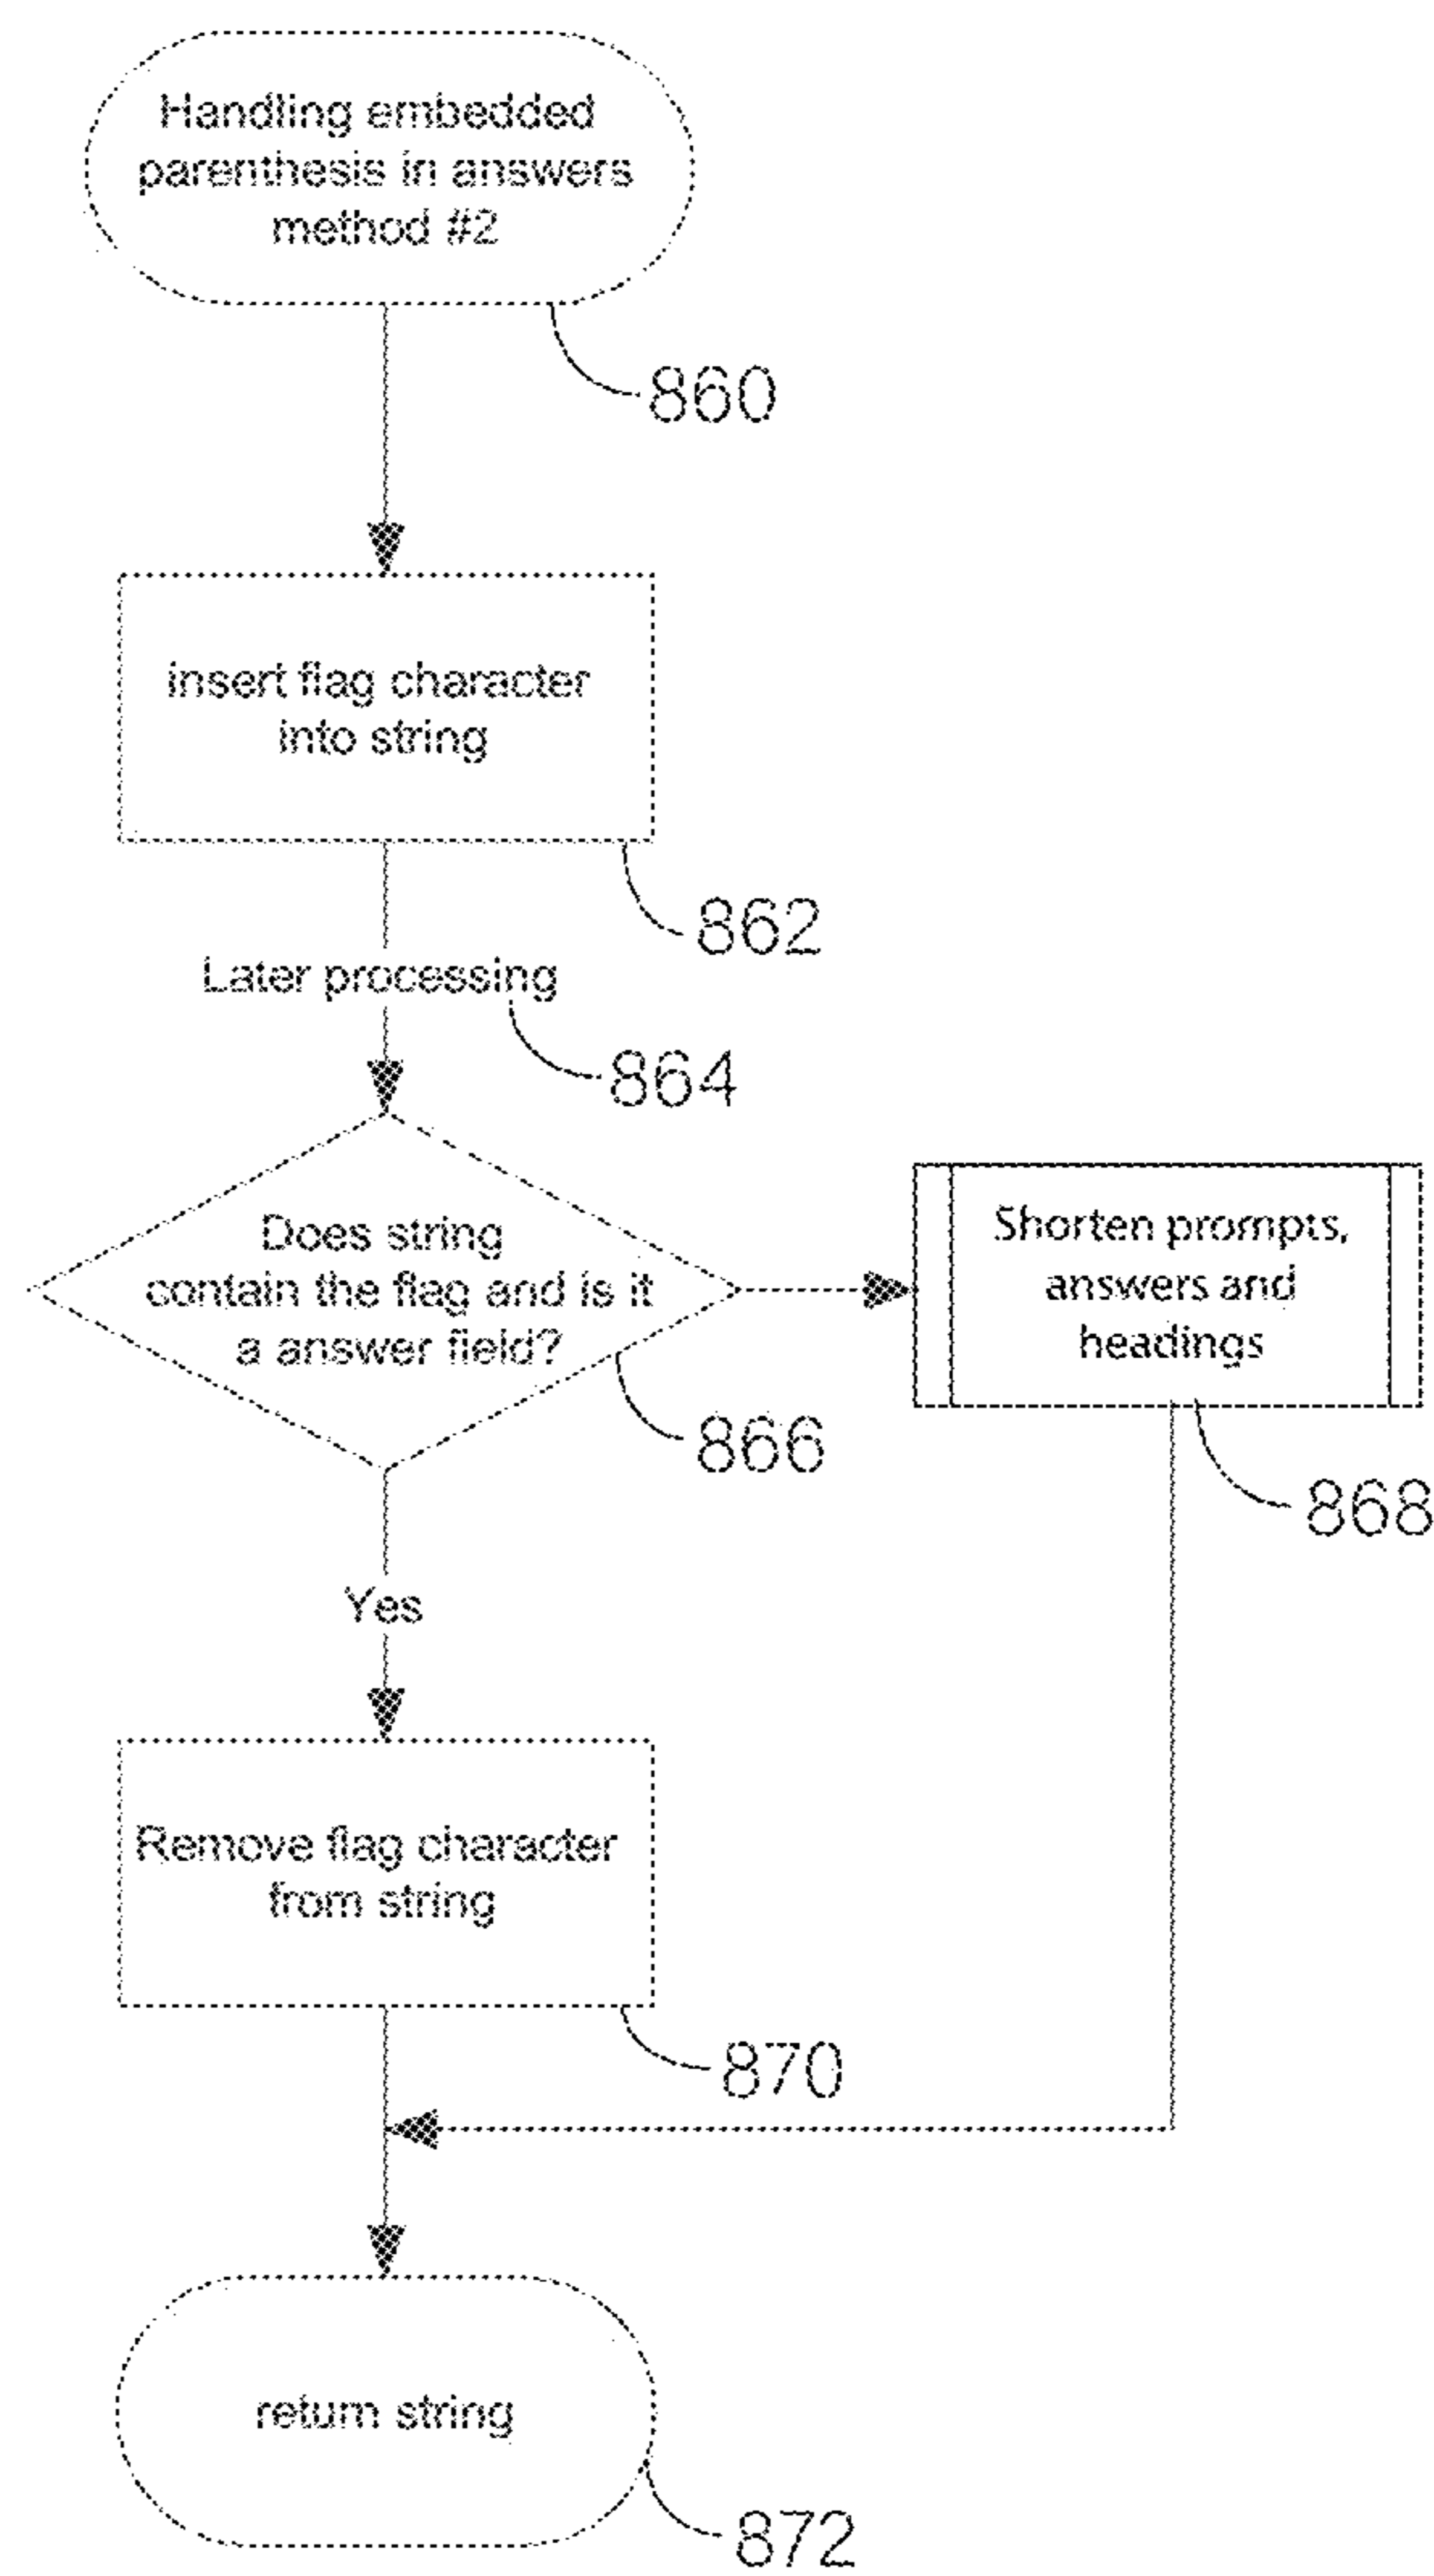 Handling embedded
parenthesis in answers
method #2
860
insert flag character
into string
862
Later processing
864
Does string
contain the flag and is it
a answer field?
866
Shorten prompts,
answers and
headings
868
Yes
Remove flag character
from string
870
return string
872